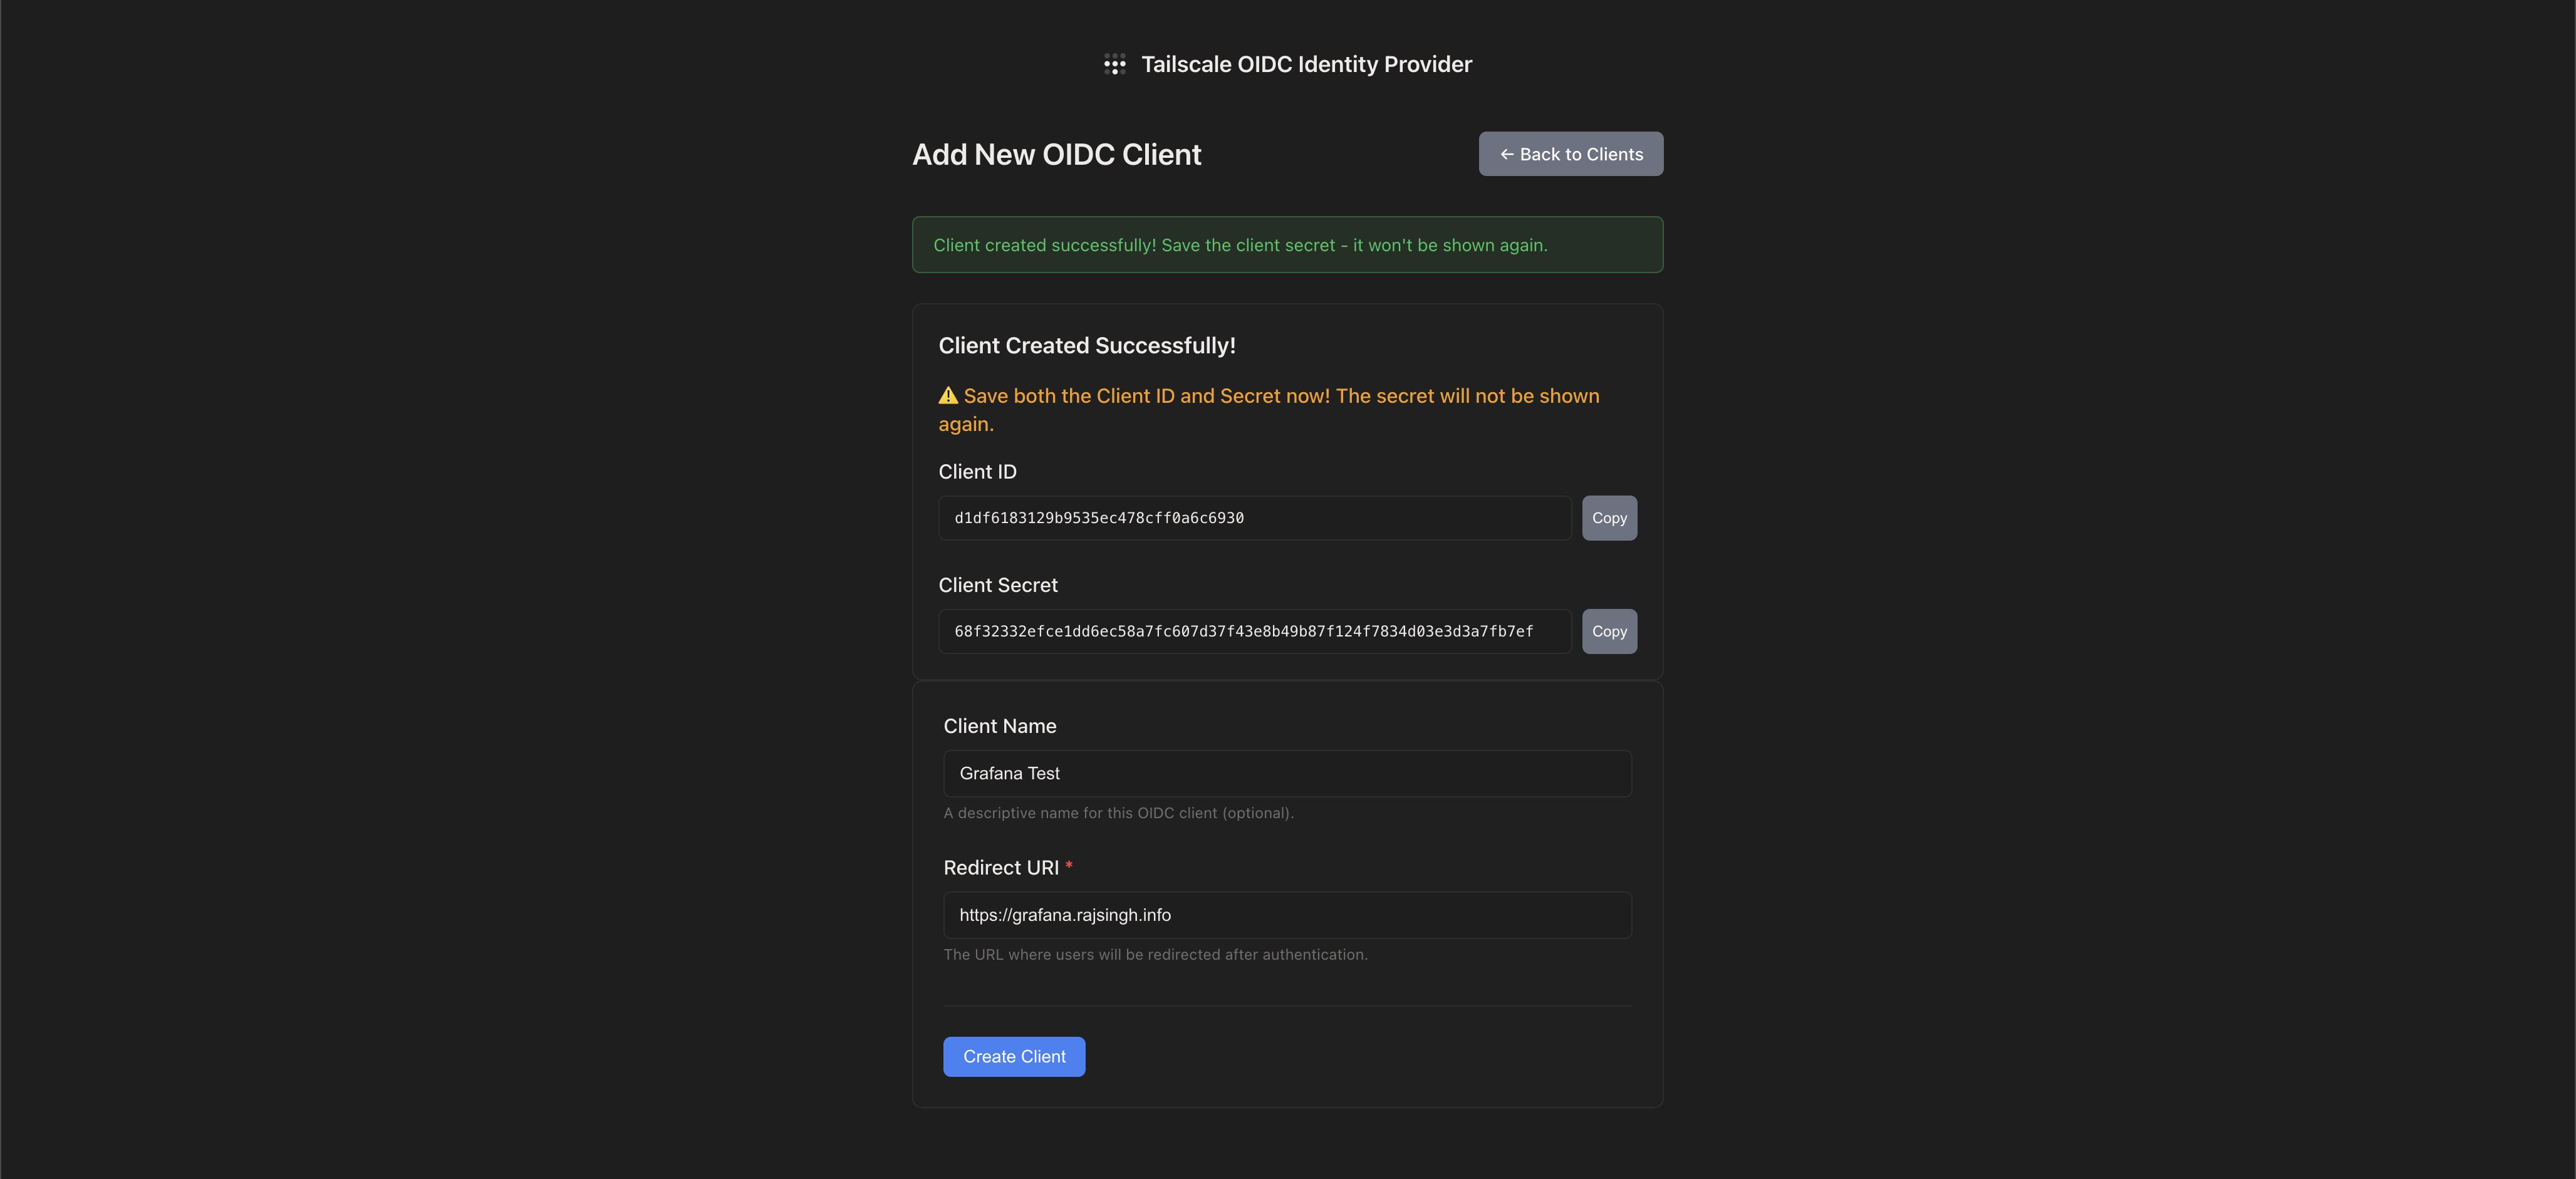 Tailscale OIDC Identity Provider
Add New OIDC Client
← Back to Clients
Client created successfully! Save the client secret - it won't be shown again.
Client Created Successfully!
⚠️ Save both the Client ID and Secret now! The secret will not be shown
again.
Client ID
d1df6183129b9535ec478cff0a6c6930
Copy
Client Secret
68f32332efce1dd6ec58a7fc607d37f43e8b49b87f124f7834d03e3d3a7fb7ef
Copy
Client Name
Grafana Test
A descriptive name for this OIDC client (optional).
Redirect URI *
https://grafana.rajsingh.info
The URL where users will be redirected after authentication.
Create Client